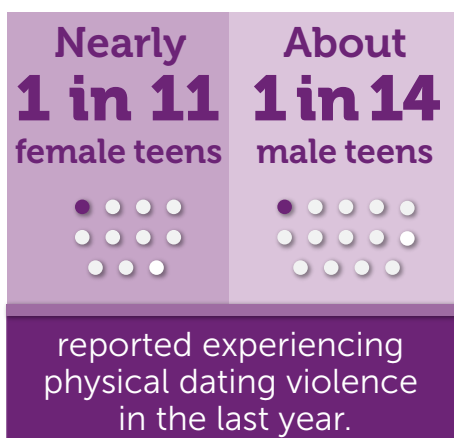 Nearly
1 in 11
female teens
About
1 in 14
male teens
reported experiencing
physical dating violence
in the last year.